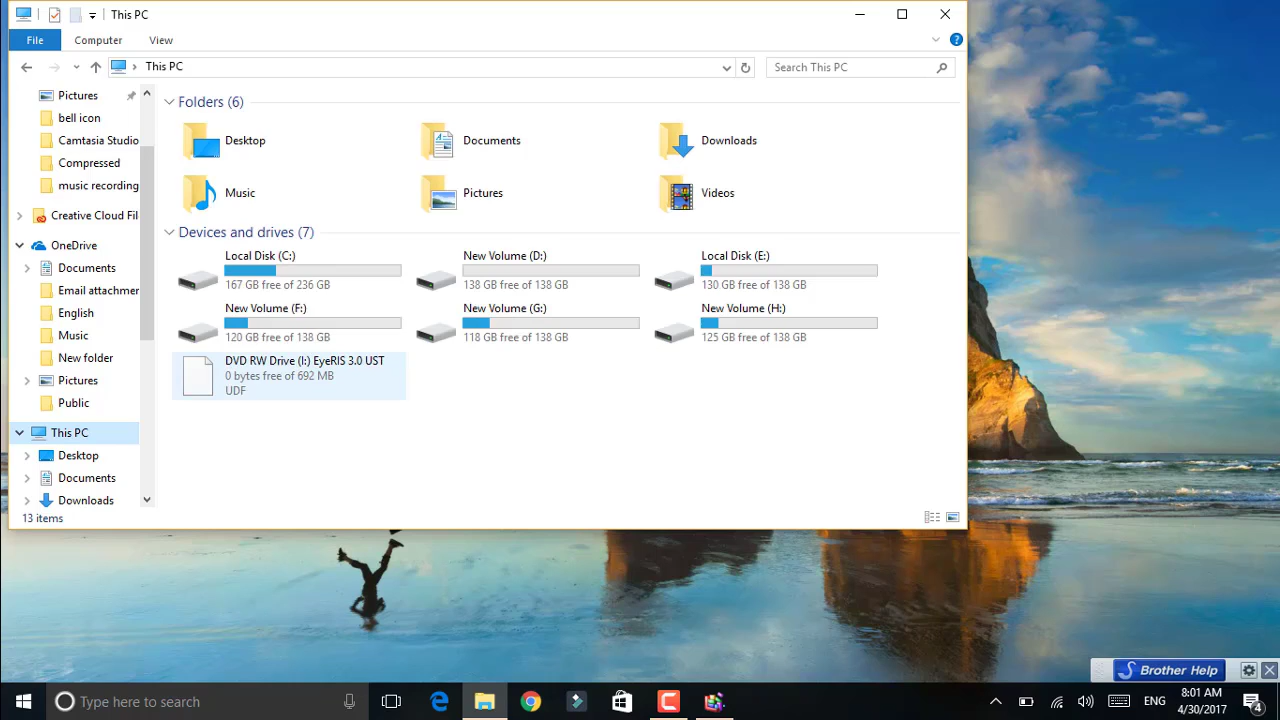 This PC
File Computer View
This PC
Search This PC
Pictures
bell icon
Camtasia Studio
Compressed
music recording
Creative Cloud Fil
OneDrive
Documents
Email attachmer
English
Music
New folder
Pictures
Public
This PC
Desktop
Documents
Downloads
Folders (6)
Desktop
Documents
Downloads
Music
Pictures
Videos
Devices and drives (7)
Local Disk (C:)
167 GB free of 236 GB
New Volume (D:)
138 GB free of 138 GB
Local Disk (E:)
130 GB free of 138 GB
New Volume (F:)
120 GB free of 138 GB
New Volume (G:)
118 GB free of 138 GB
New Volume (H:)
125 GB free of 138 GB
DVD RW Drive (I:) EyeRIS 3.0 UST
0 bytes free of 692 MB
UDF
13 items
Brother Help
Type here to search
ENG
8:01 AM
4/30/2017
4